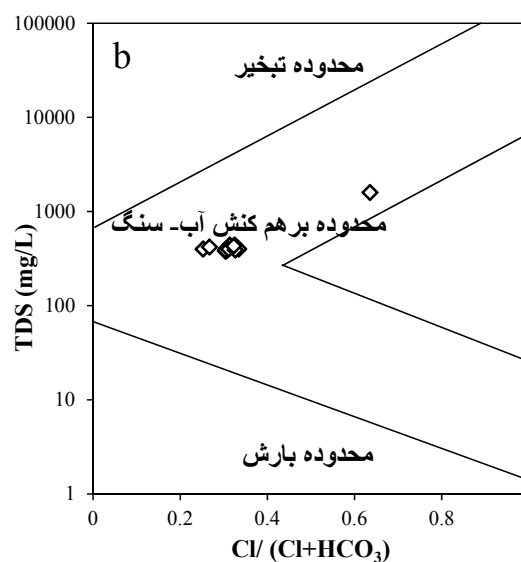 b
محدوده تبخیر
محدوده برهم کنش آب- سنگ
محدوده بارش
100000
10000
1000
100
10
1
TDS (mg/L)
0
0.2
0.4
0.6
0.8
Cl/ (Cl+HCO₃)